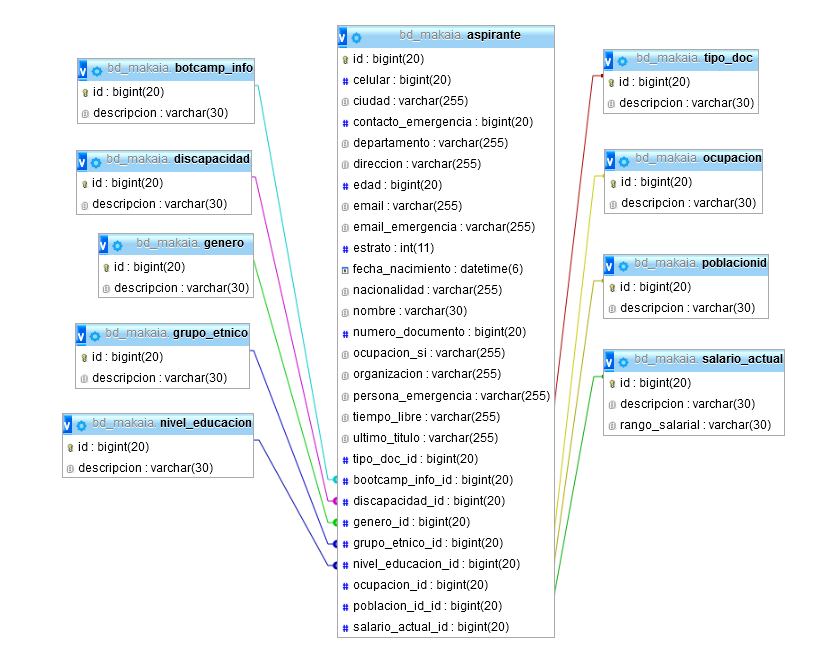 bd_makaia.botcamp_info
id : bigint(20)
descripcion : varchar(30)
bd_makaia.discapacidad
id : bigint(20)
descripcion : varchar(30)
bd_makaia.genero
id : bigint(20)
descripcion : varchar(30)
bd_makaia.grupo_etnico
id : bigint(20)
descripcion : varchar(30)
bd_makaia.nivel_educacion
id : bigint(20)
descripcion : varchar(30)
bd_makaia.aspirante
id : bigint(20)
celular : bigint(20)
ciudad : varchar(255)
contacto_emergencia : bigint(20)
departamento : varchar(255)
direccion : varchar(255)
edad : bigint(20)
email : varchar(255)
email_emergencia : varchar(255)
estrato : int(11)
fecha_nacimiento : datetime(6)
nacionalidad : varchar(255)
nombre : varchar(30)
numero_documento : bigint(20)
ocupacion_si : varchar(255)
organizacion : varchar(255)
persona_emergencia : varchar(255)
tiempo_libre : varchar(255)
ultimo_titulo : varchar(255)
tipo_doc_id : bigint(20)
bootcamp_info_id : bigint(20)
discapacidad_id : bigint(20)
genero_id : bigint(20)
grupo_etnico_id : bigint(20)
nivel_educacion_id : bigint(20)
ocupacion_id : bigint(20)
poblacion_id_id : bigint(20)
salario_actual_id : bigint(20)
bd_makaia.tipo_doc
id : bigint(20)
descripcion : varchar(30)
bd_makaia.ocupacion
id : bigint(20)
descripcion : varchar(30)
bd_makaia.poblacionid
id : bigint(20)
descripcion : varchar(30)
bd_makaia.salario_actual
id : bigint(20)
descripcion : varchar(30)
rango_salarial : varchar(30)